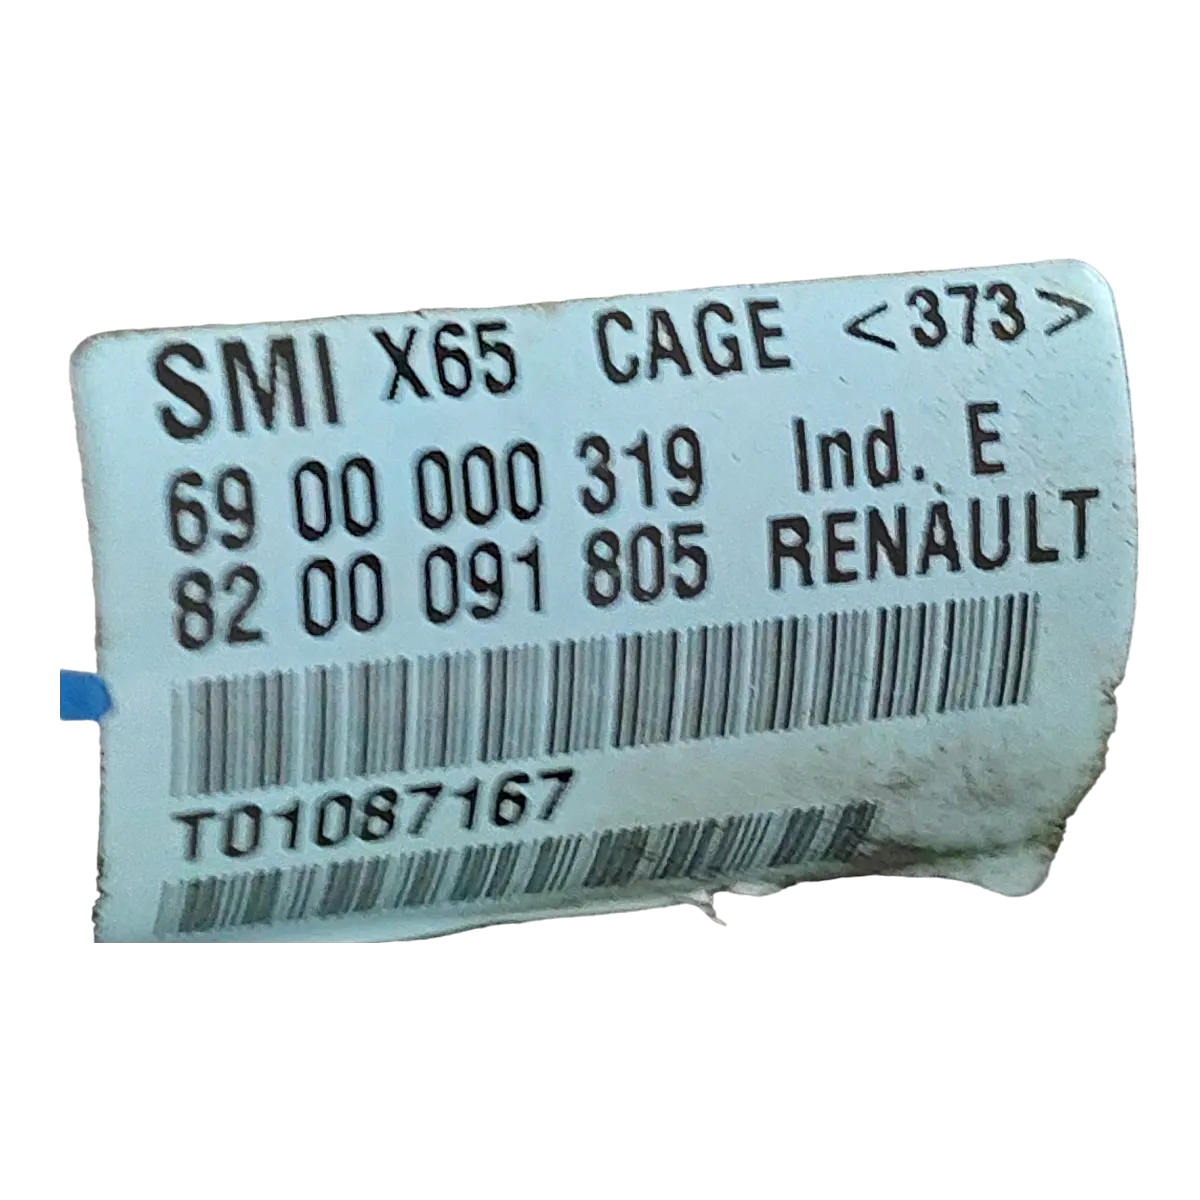 SMI X65 CAGE <373>
69 00 000 319 Ind. E
82 00 091 805 RENAULT
T01087167